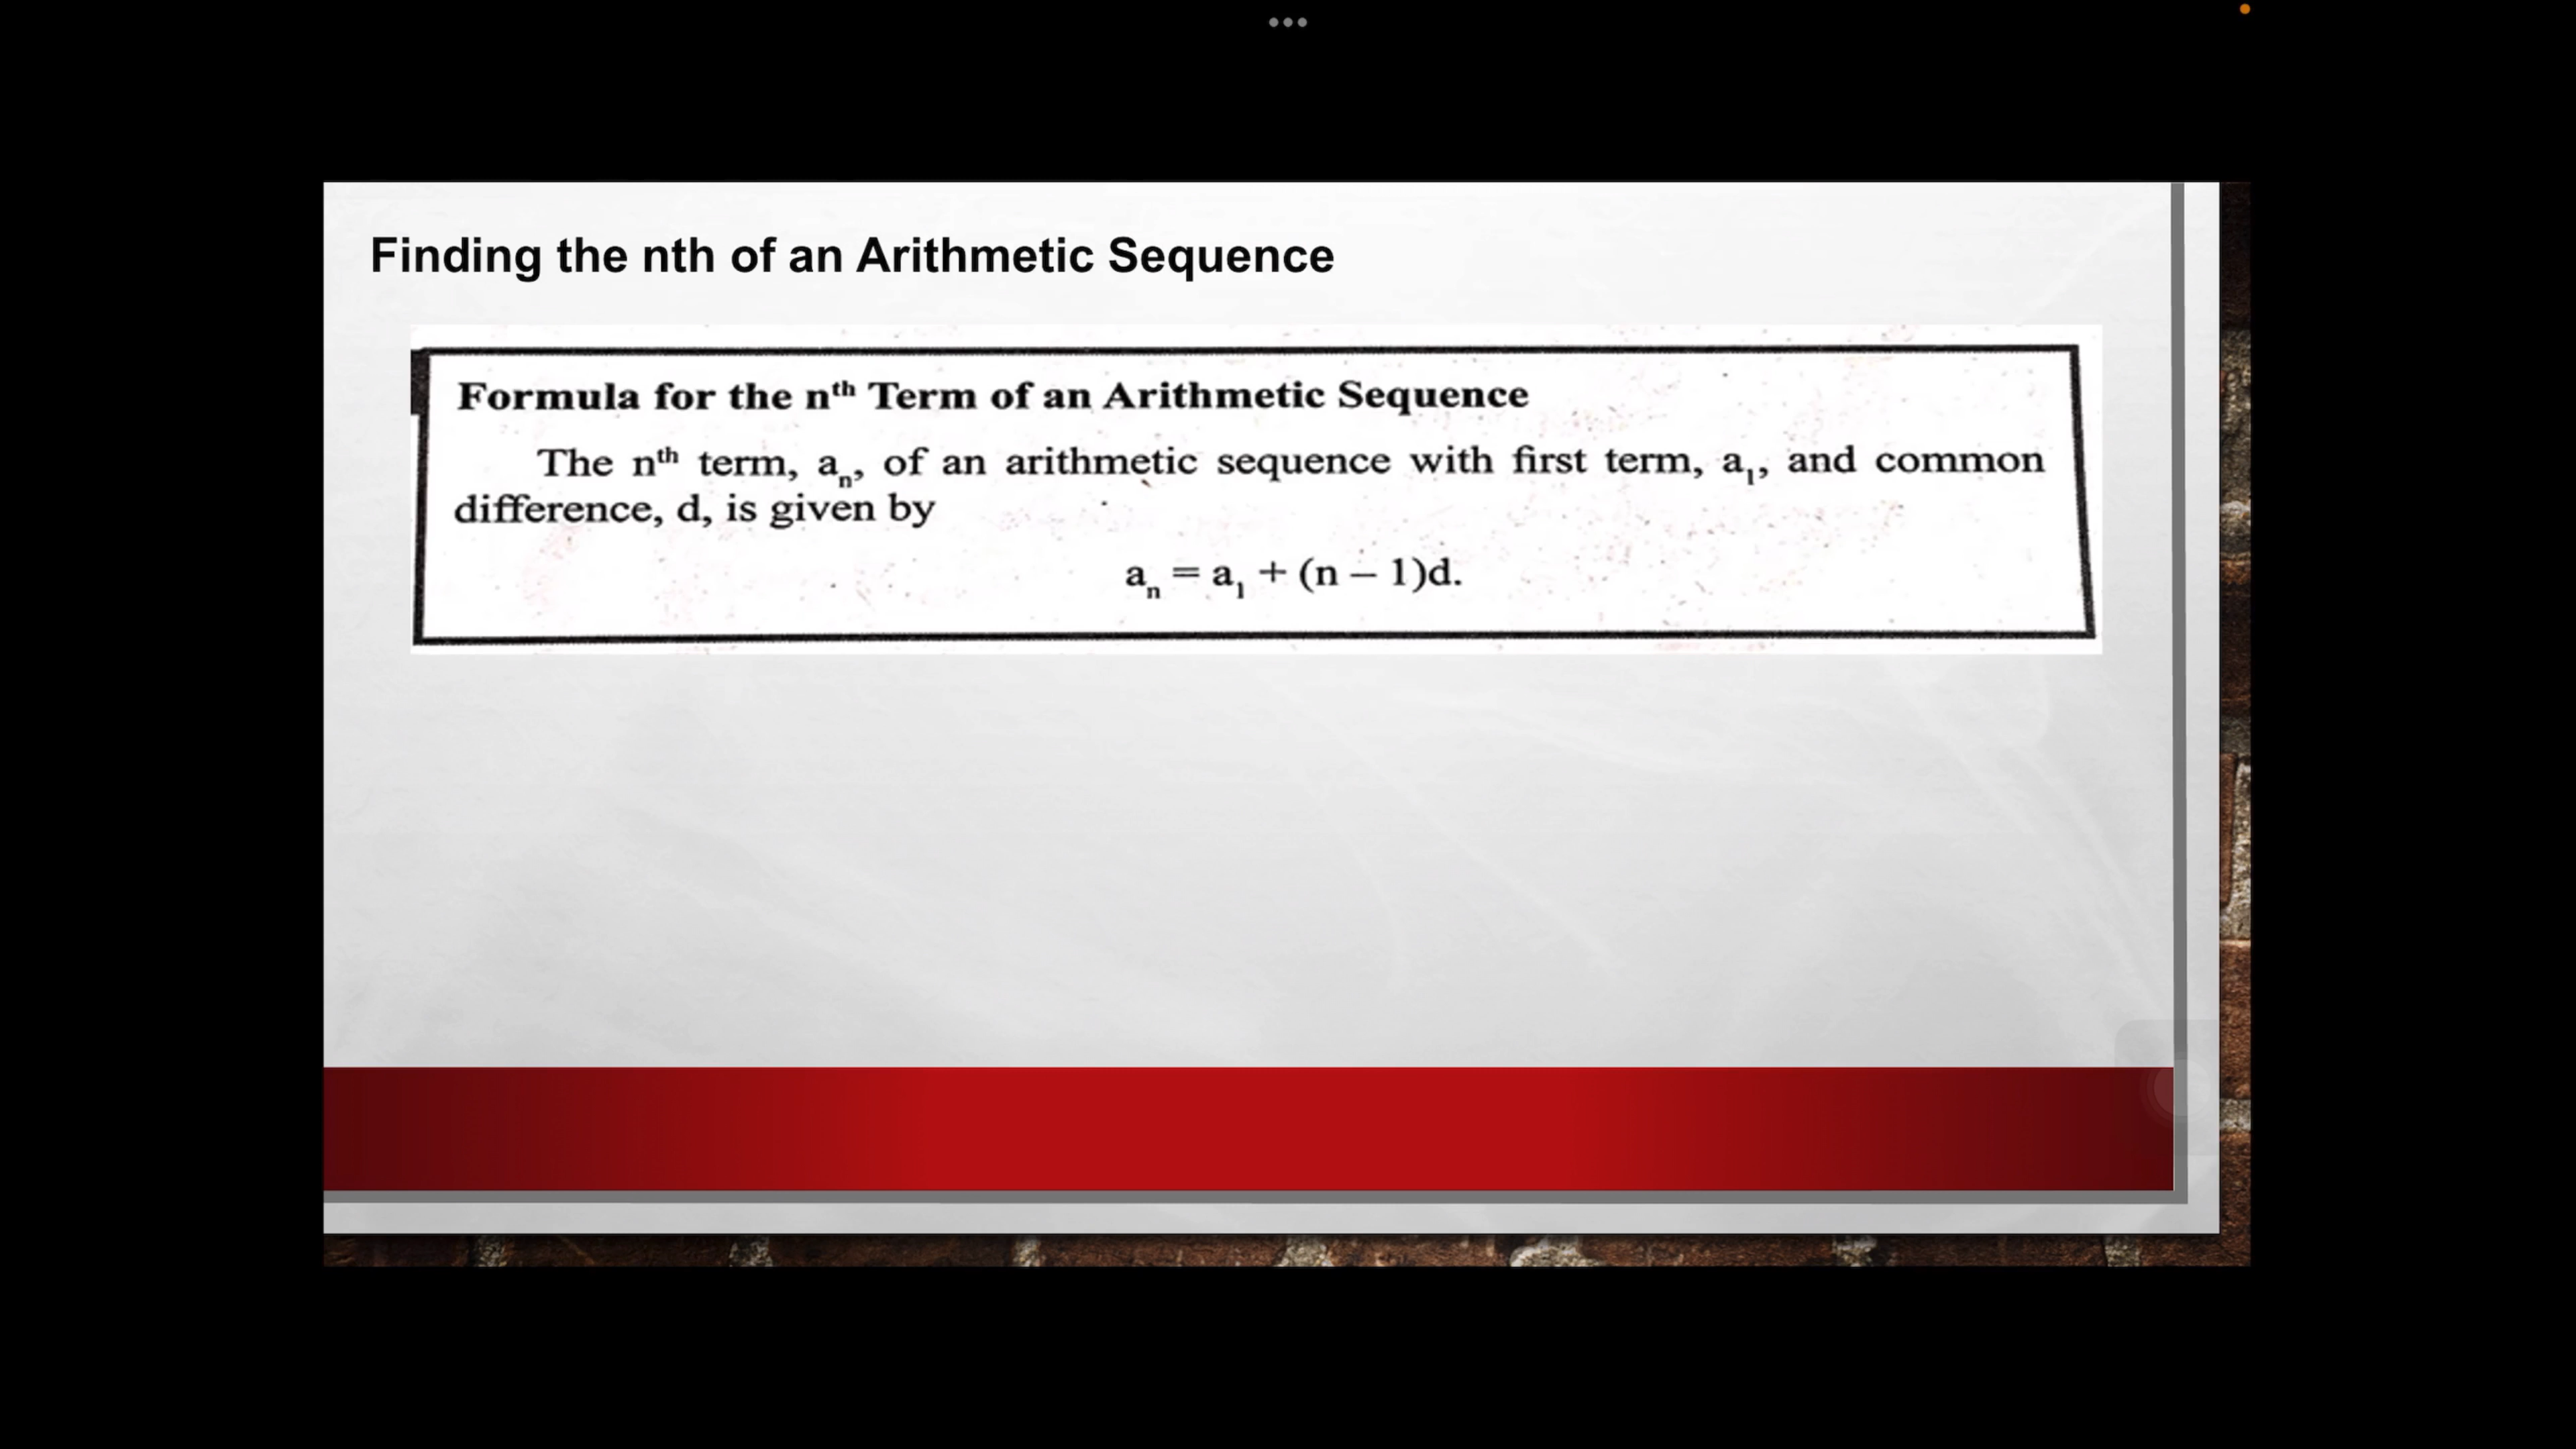 Finding the nth of an Arithmetic Sequence
Formula for the nᵗʰ Term of an Arithmetic Sequence
The nᵗʰ term, aₙ, of an arithmetic sequence with first term, a₁, and common
difference, d, is given by
aₙ = a₁ + (n – 1)d.